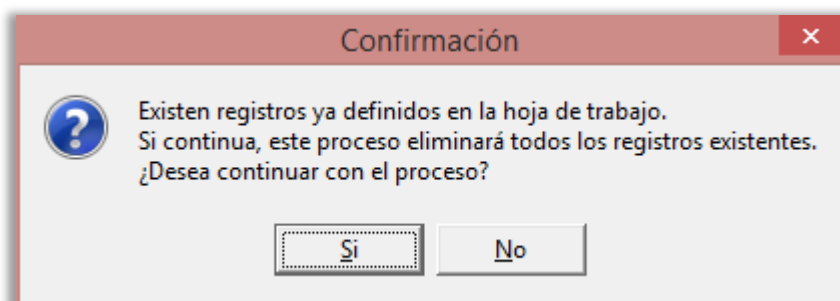 Confirmación
Existen registros ya definidos en la hoja de trabajo.
Si continua, este proceso eliminará todos los registros existentes.
¿Desea continuar con el proceso?
Si No